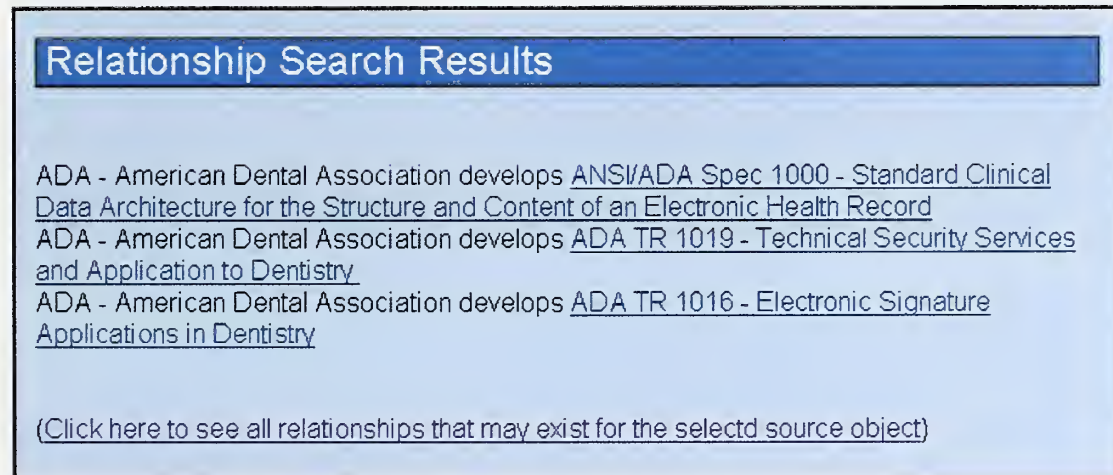 Relationship Search Results
ADA - American Dental Association develops ANSI/ADA Spec 1000 - Standard Clinical
Data Architecture for the Structure and Content of an Electronic Health Record
ADA - American Dental Association develops ADA TR 1019 - Technical Security Services
and Application to Dentistry
ADA - American Dental Association develops ADA TR 1016 - Electronic Signature
Applications in Dentistry
(Click here to see all relationships that may exist for the selectd source object)